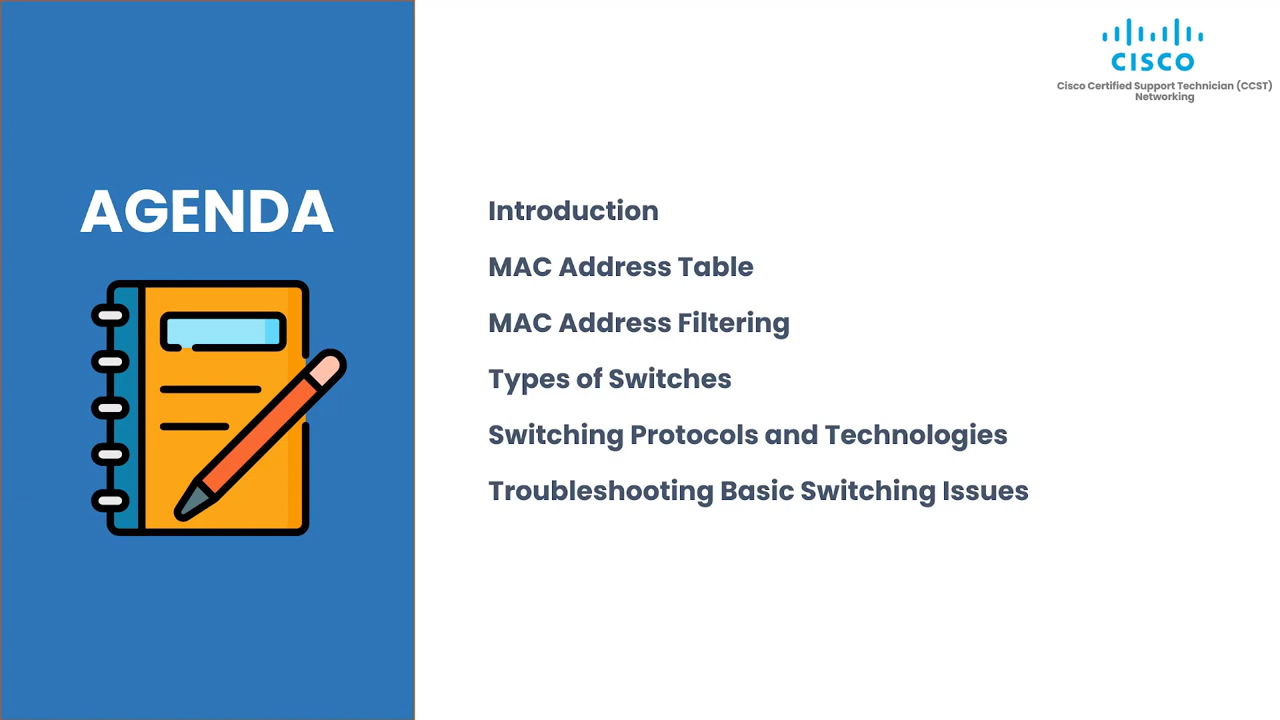 CISCO
Cisco Certified Support Technician (CCST)
Networking
AGENDA
Introduction
MAC Address Table
MAC Address Filtering
Types of Switches
Switching Protocols and Technologies
Troubleshooting Basic Switching Issues